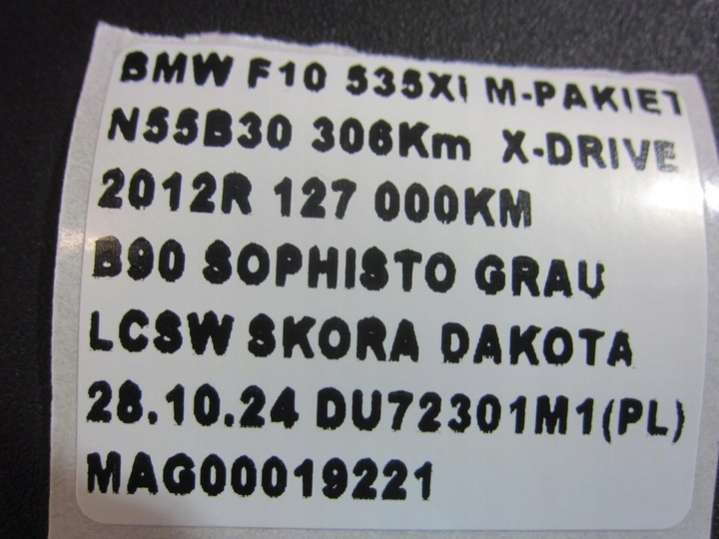 BMW F10 535XI M-PAKIET
N55B30 306Km X-DRIVE
2012R 127 000KM
B90 SOPHISTO GRAU
LCSW SKORA DAKOTA
28.10.24 DU72301M1(PL)
MAG00019221